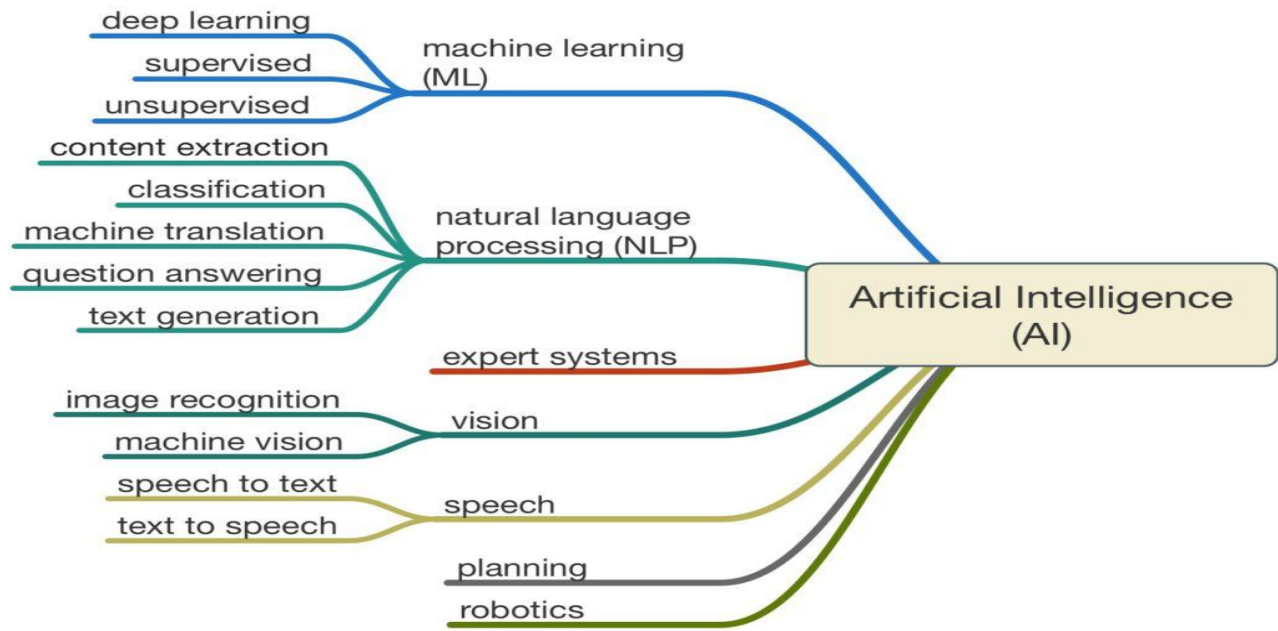 deep learning
supervised
unsupervised
machine learning
(ML)
content extraction
classification
machine translation
question answering
text generation
natural language
processing (NLP)
expert systems
image recognition
machine vision
vision
speech to text
text to speech
speech
planning
robotics
Artificial Intelligence
(AI)